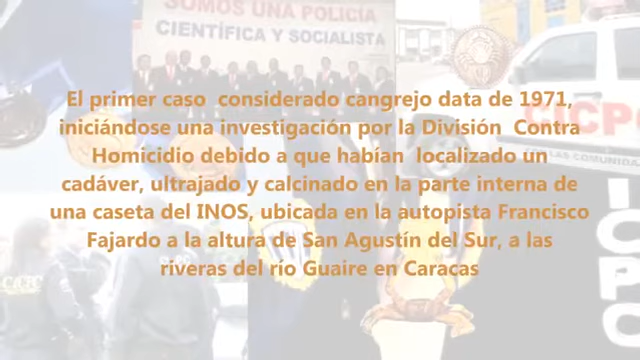 SOMOS UNA POLICÍA
CIENTÍFICA Y SOCIALISTA
El primer caso considerado cangrejo data de 1971,
iniciándose una investigación por la División Contra
Homicidio debido a que habían localizado un
cadáver, ultrajado y calcinado en la parte interna de
una caseta del INOS, ubicada en la autopista Francisco
Fajardo a la altura de San Agustín del Sur, a las
riveras del río Guaire en Caracas
CICPC
CICPC